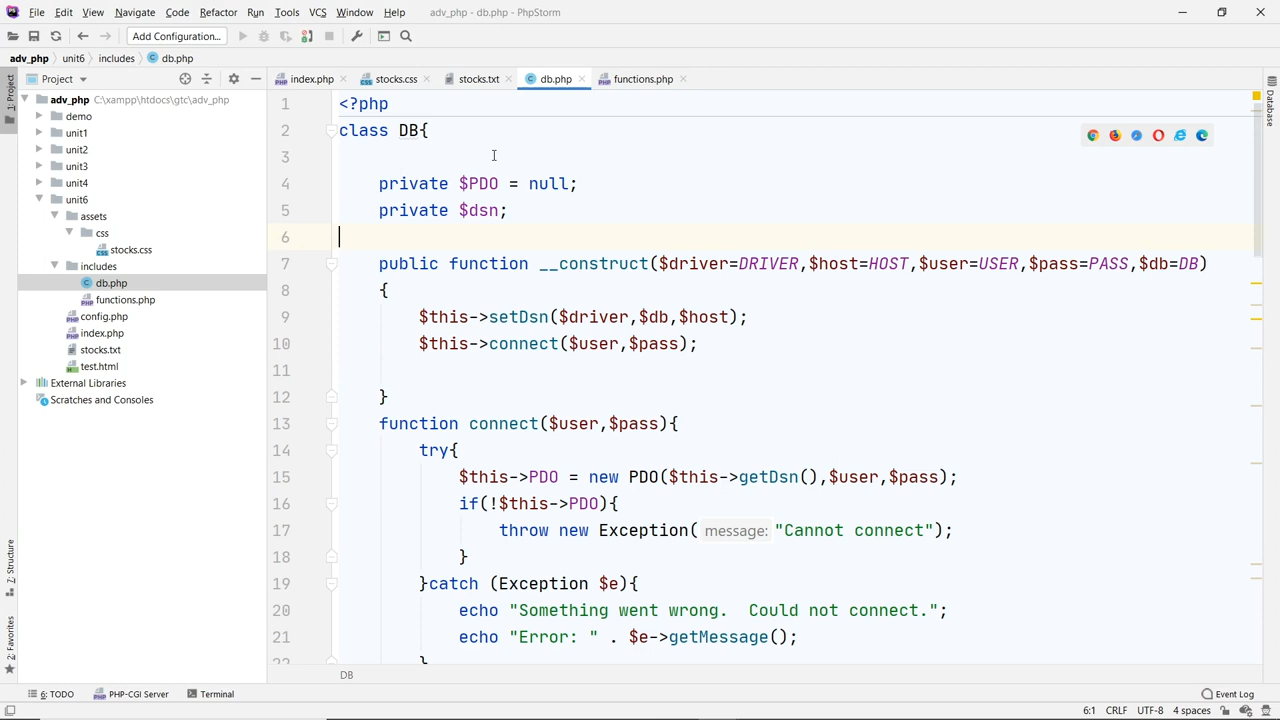 File Edit View Navigate Code Refactor Run Tools VCS Window Help adv_php - db.php - PhpStorm
Add Configuration...
adv_php unit6 includes db.php
Project
index.php stocks.css stocks.txt db.php functions.php
1: Project
adv_php C:\xampp\htdocs\gtc\adv_php
demo
unit1
unit2
unit3
unit4
unit6
assets
css
stocks.css
includes
db.php
functions.php
config.php
index.php
stocks.txt
test.html
External Libraries
Scratches and Consoles
Z: Structure
2: Favorites
Database
1 <?php
2 class DB{
3
4 private $PDO = null;
5 private $dsn;
6
7 public function __construct($driver=DRIVER,$host=HOST,$user=USER,$pass=PASS,$db=DB)
8 {
9 $this->setDsn($driver,$db,$host);
10 $this->connect($user,$pass);
11
12 }
13 function connect($user,$pass){
14 try{
15 $this->PDO = new PDO($this->getDsn(),$user,$pass);
16 if(!$this->PDO){
17 throw new Exception( message: "Cannot connect");
18 }
19 }catch (Exception $e){
20 echo "Something went wrong.  Could not connect.";
21 echo "Error: " . $e->getMessage();
22 }
DB
6: TODO PHP-CGI Server Terminal Event Log
6:1 CRLF UTF-8 4 spaces